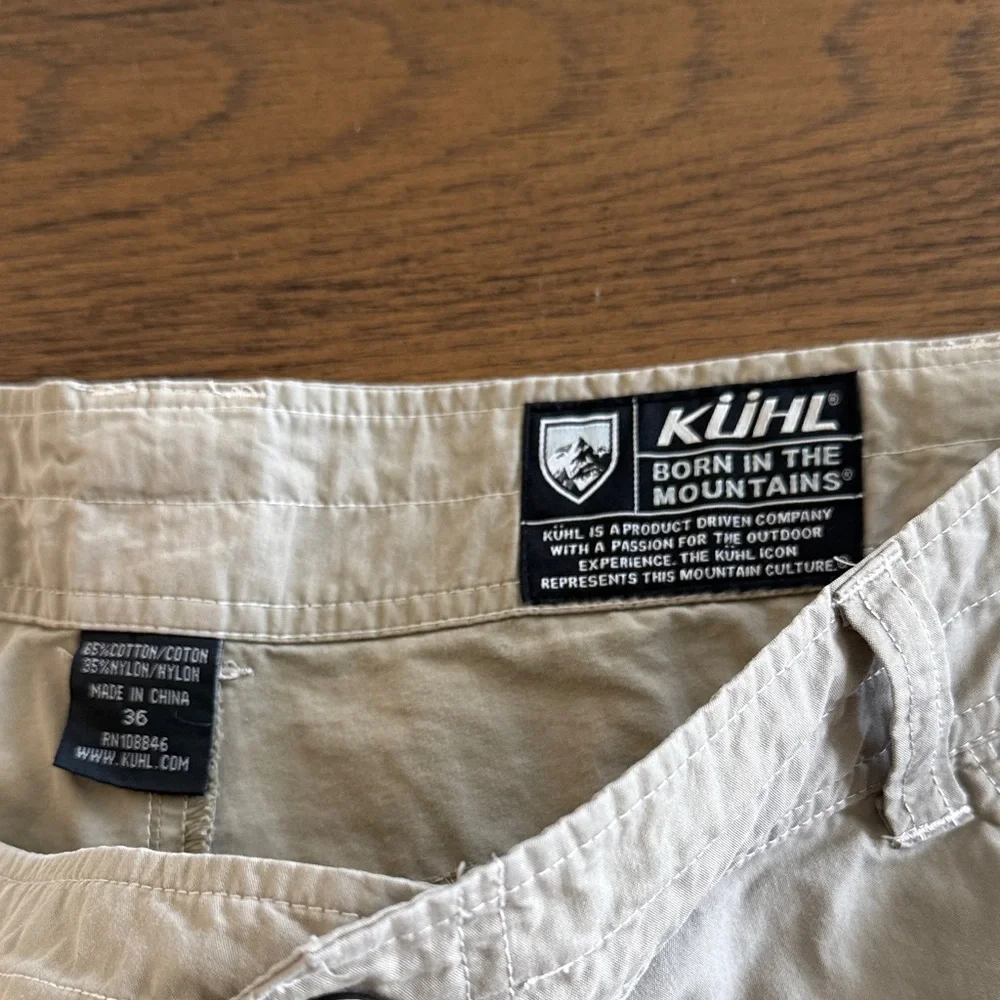 KÜHL®
BORN IN THE
MOUNTAINS®
KÜHL IS A PRODUCT DRIVEN COMPANY
WITH A PASSION FOR THE OUTDOOR
EXPERIENCE. THE KÜHL ICON
REPRESENTS THIS MOUNTAIN CULTURE.
65%COTTON/COTON
35%NYLON/NYLON
MADE IN CHINA
36
RN108846
WWW.KUHL.COM